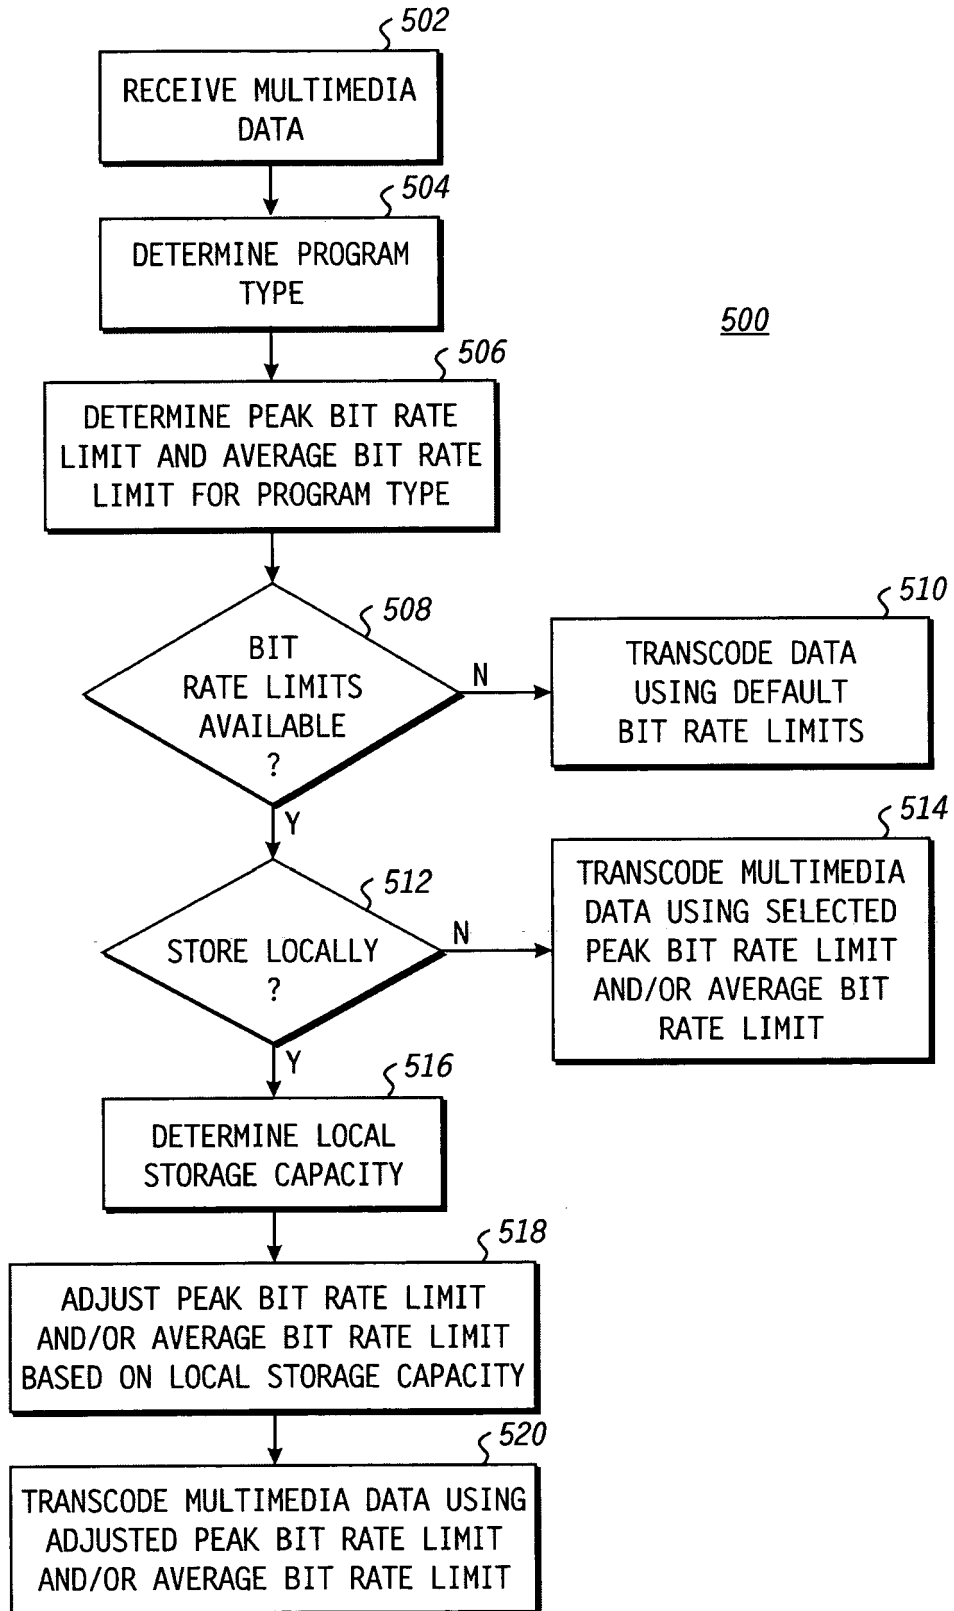 502
RECEIVE MULTIMEDIA
DATA
504
DETERMINE PROGRAM
TYPE
500
506
DETERMINE PEAK BIT RATE
LIMIT AND AVERAGE BIT RATE
LIMIT FOR PROGRAM TYPE
508
BIT
RATE LIMITS
AVAILABLE
?
N
510
TRANSCODE DATA
USING DEFAULT
BIT RATE LIMITS
Y
512
STORE LOCALLY
?
N
514
TRANSCODE MULTIMEDIA
DATA USING SELECTED
PEAK BIT RATE LIMIT
AND/OR AVERAGE BIT
RATE LIMIT
Y
516
DETERMINE LOCAL
STORAGE CAPACITY
518
ADJUST PEAK BIT RATE LIMIT
AND/OR AVERAGE BIT RATE LIMIT
BASED ON LOCAL STORAGE CAPACITY
520
TRANSCODE MULTIMEDIA DATA USING
ADJUSTED PEAK BIT RATE LIMIT
AND/OR AVERAGE BIT RATE LIMIT